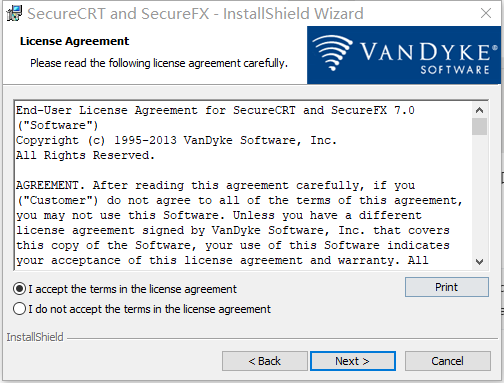 SecureCRT and SecureFX - InstallShield Wizard
License Agreement
Please read the following license agreement carefully.
VANDYKE®
SOFTWARE
End-User License Agreement for SecureCRT and SecureFX 7.0
("Software")
Copyright (c) 1995-2013 VanDyke Software, Inc.
All Rights Reserved.
AGREEMENT. After reading this agreement carefully, if you
("Customer") do not agree to all of the terms of this agreement,
you may not use this Software. Unless you have a different
license agreement signed by VanDyke Software, Inc. that covers
this copy of the Software, your use of this Software indicates
your acceptance of this license agreement and warranty. All
I accept the terms in the license agreement
Print
I do not accept the terms in the license agreement
InstallShield
< Back
Next >
Cancel